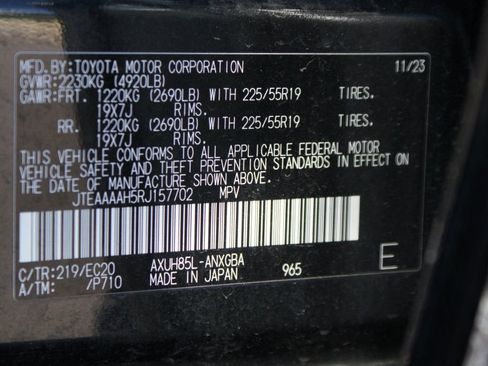 MFD.BY:TOYOTA MOTOR CORPORATION 11/23
GVWR:2230KG (4920LB)
GAWR:FRT. 1220KG (2690LB) WITH 225/55R19 TIRES.
19X7J RIMS.
RR. 1220KG (2690LB) WITH 225/55R19 TIRES.
19X7J RIMS.
THIS VEHICLE CONFORMS TO ALL APPLICABLE FEDERAL MOTOR
VEHICLE SAFETY AND THEFT PREVENTION STANDARDS IN EFFECT ON
THE DATE OF MANUFACTURE SHOWN ABOVE.
JTEAAAAH5RJ157702 MPV
C/TR:219/EC20 AXUH85L-ANXGBA
A/TM: /P710 MADE IN JAPAN 965 E